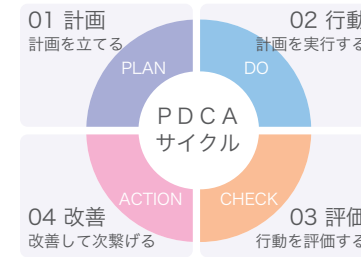 01 計画
計画を立てる
PLAN
02 行動
計画を実行する
DO
PDCA
サイクル
ACTION
04 改善
改善して次繋げる
CHECK
03 評価
行動を評価する